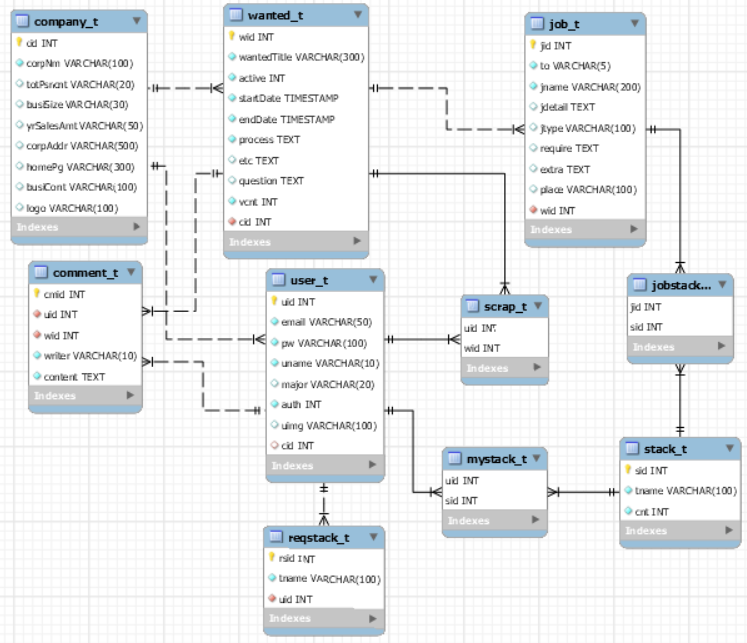 company_t
cid INT
corpNm VARCHAR(100)
totPsncnt VARCHAR(20)
busiSize VARCHAR(30)
yrSalesAmt VARCHAR(50)
corpAddr VARCHAR(500)
homePg VARCHAR(300)
busiCont VARCHAR(100)
logo VARCHAR(100)
Indexes
wanted_t
wid INT
wantedTitle VARCHAR(300)
active INT
startDate TIMESTAMP
endDate TIMESTAMP
process TEXT
etc TEXT
question TEXT
vcnt INT
cid INT
Indexes
job_t
jid INT
to VARCHAR(5)
jname VARCHAR(200)
jdetail TEXT
jtype VARCHAR(100)
require TEXT
extra TEXT
place VARCHAR(100)
wid INT
Indexes
comment_t
cmid INT
uid INT
wid INT
writer VARCHAR(10)
content TEXT
Indexes
user_t
uid INT
email VARCHAR(50)
pw VARCHAR(100)
uname VARCHAR(10)
major VARCHAR(20)
auth INT
uimg VARCHAR(100)
cid INT
Indexes
scrap_t
uid INT
wid INT
Indexes
jobstack...
jid INT
sid INT
Indexes
mystack_t
uid INT
sid INT
Indexes
stack_t
sid INT
tname VARCHAR(100)
cnt INT
Indexes
reqstack_t
rsid INT
tname VARCHAR(100)
uid INT
Indexes